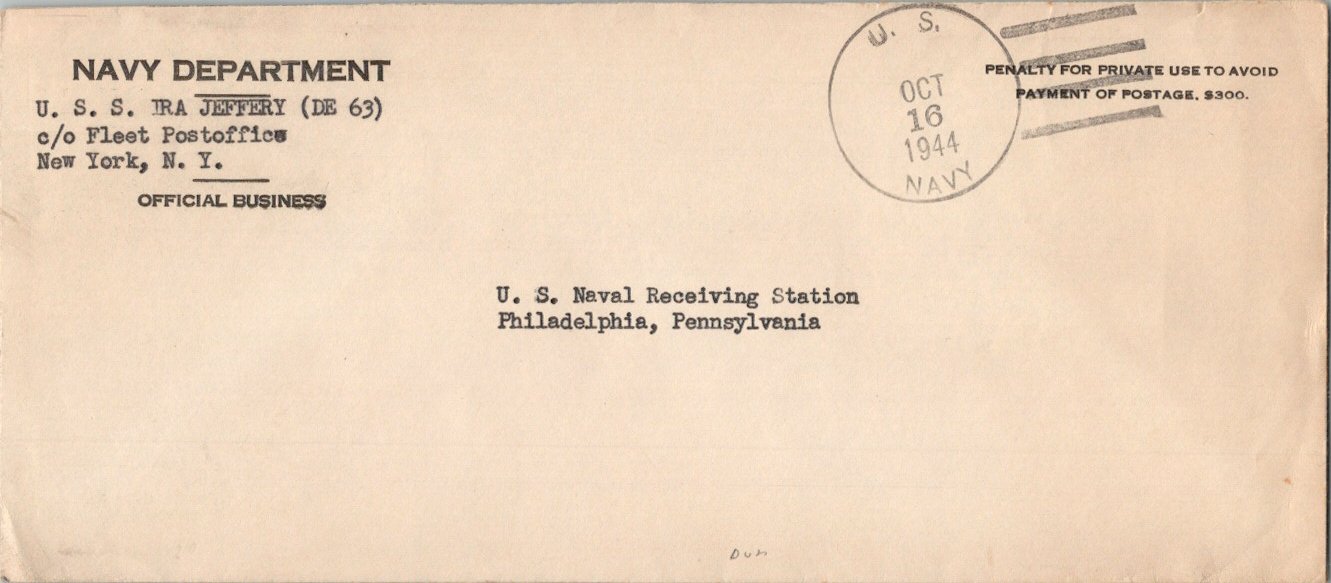 NAVY DEPARTMENT
U. S. S. IRA JEFFERY (DE 63)
c/o Fleet Postoffice
New York, N. Y.
OFFICIAL BUSINESS
U. S.
OCT
16
1944
NAVY
PENALTY FOR PRIVATE USE TO AVOID
PAYMENT OF POSTAGE, $300.
U. S. Naval Receiving Station
Philadelphia, Pennsylvania